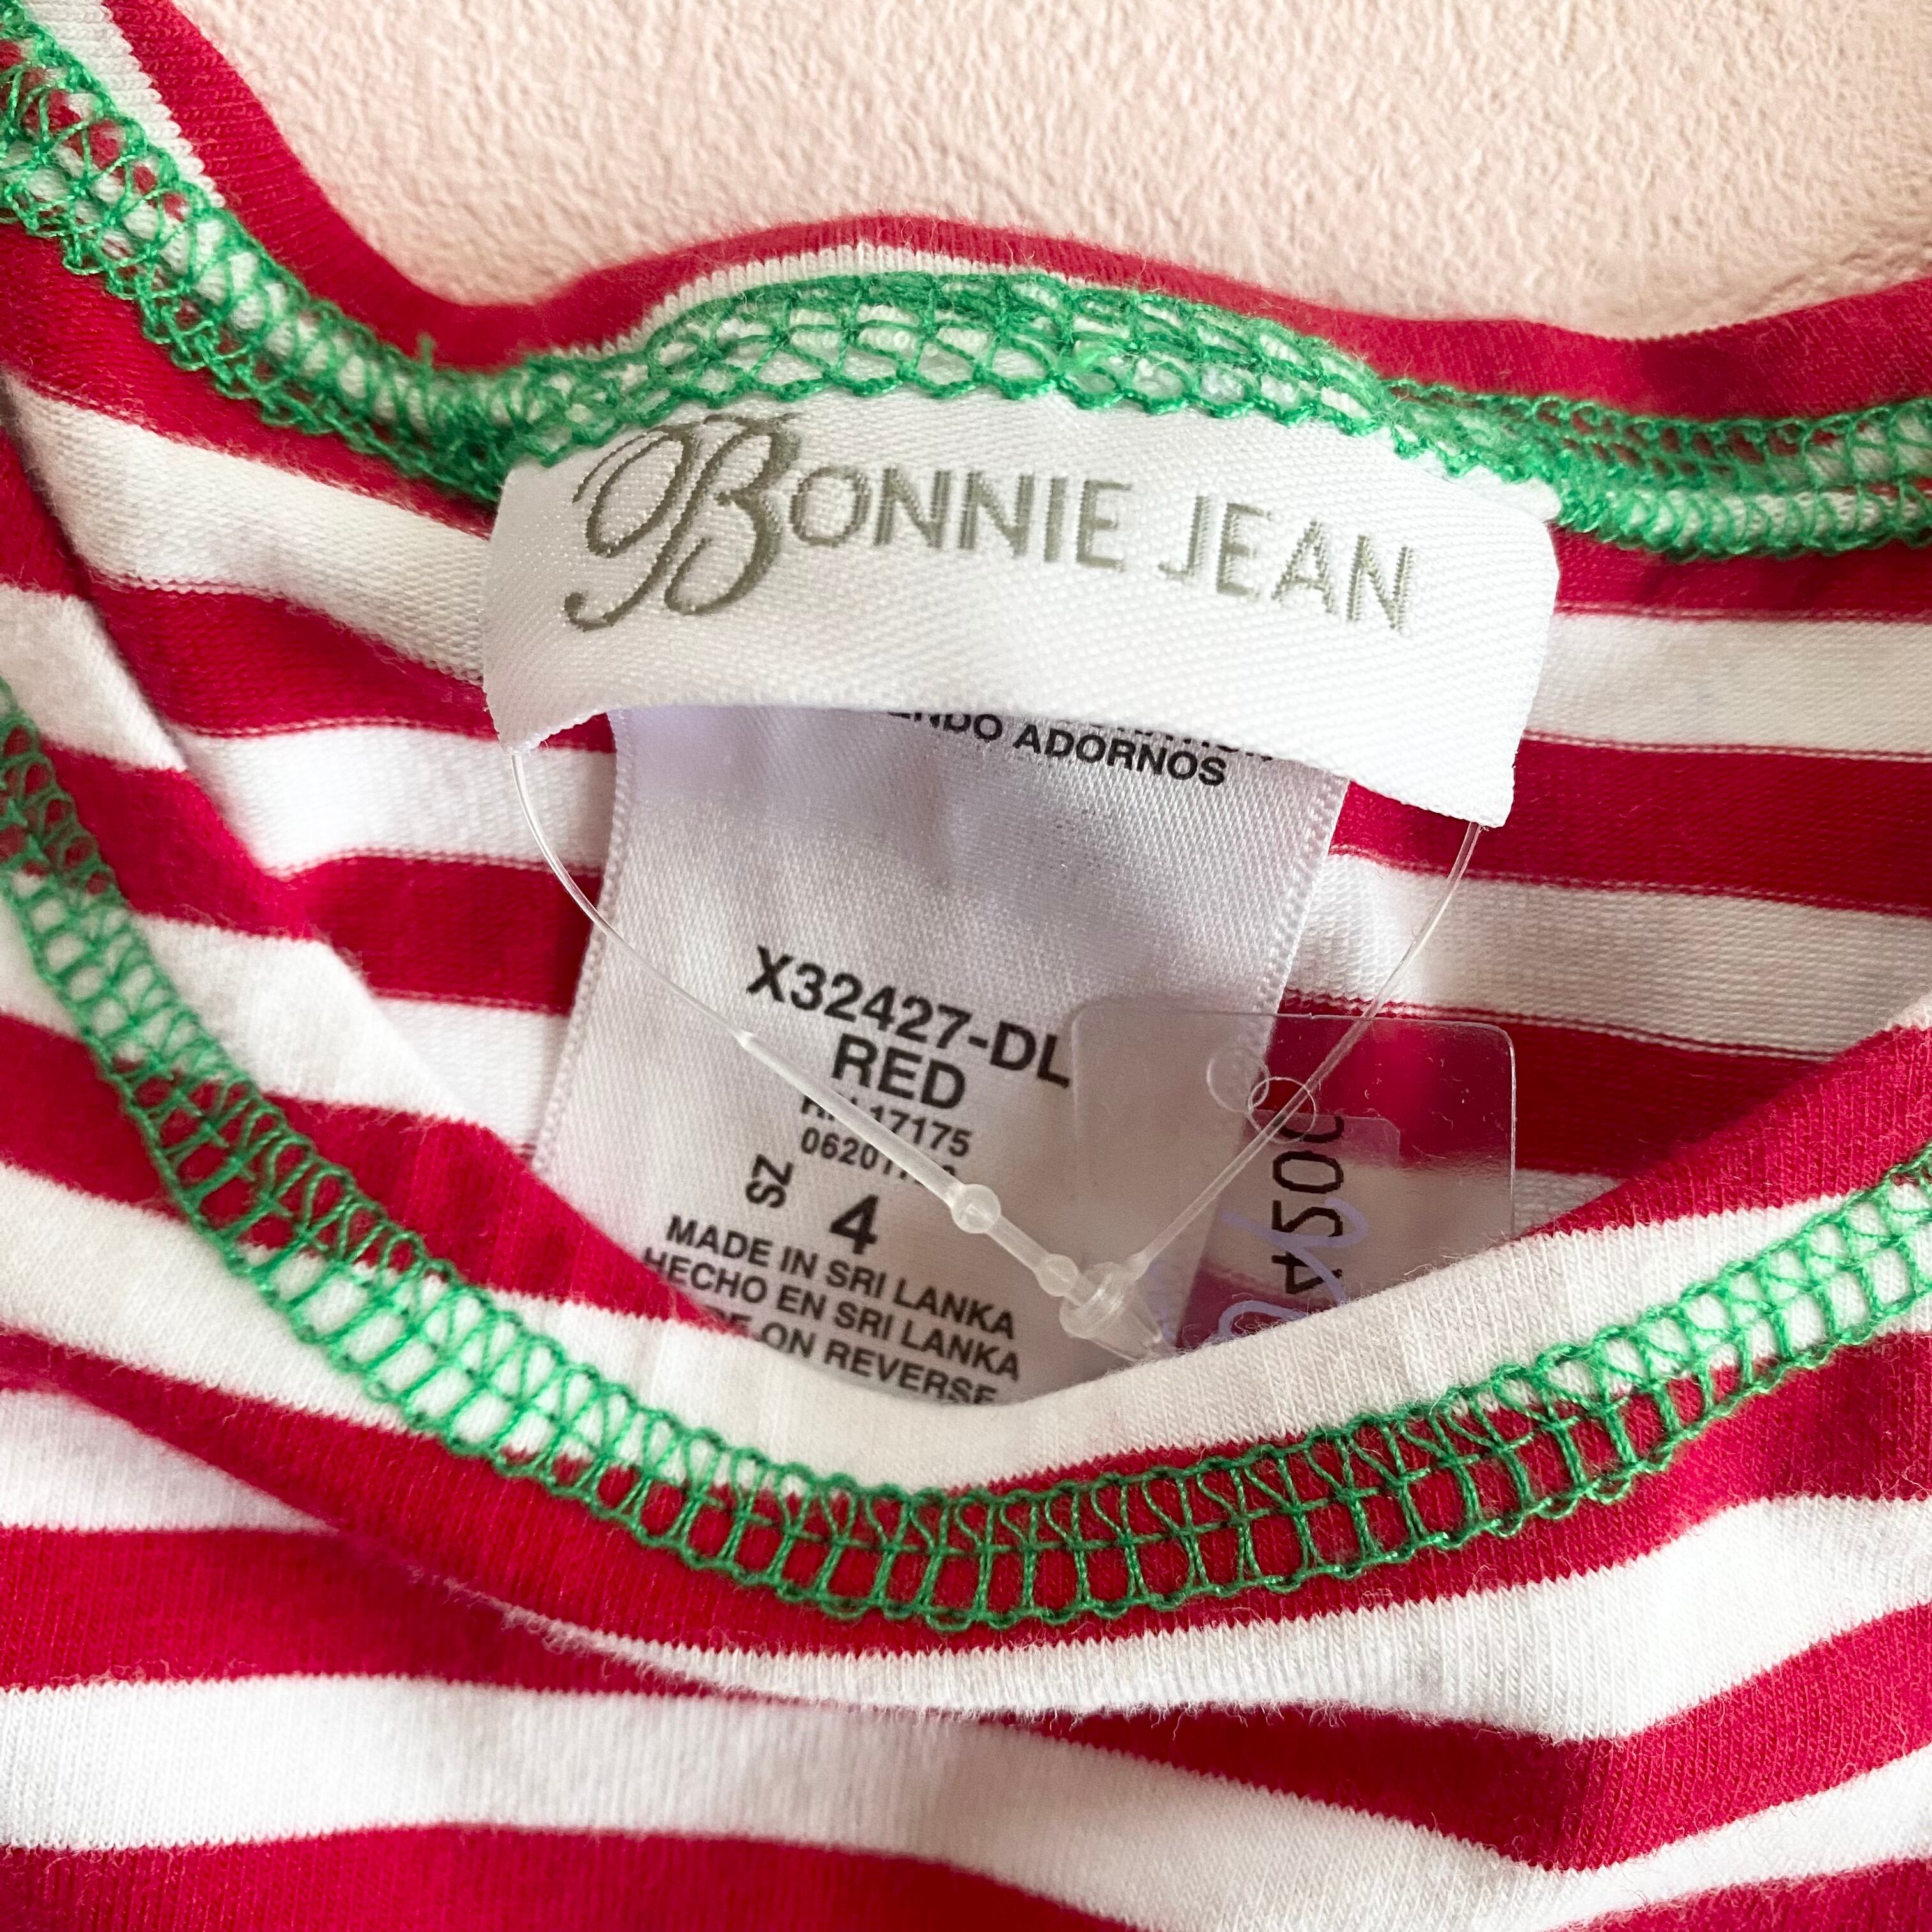 BONNIE JEAN
ADORNOS
X32427-DL
RED
17175
SZ 4
MADE IN SRI LANKA
HECHO EN SRI LANKA
ON REVERSE